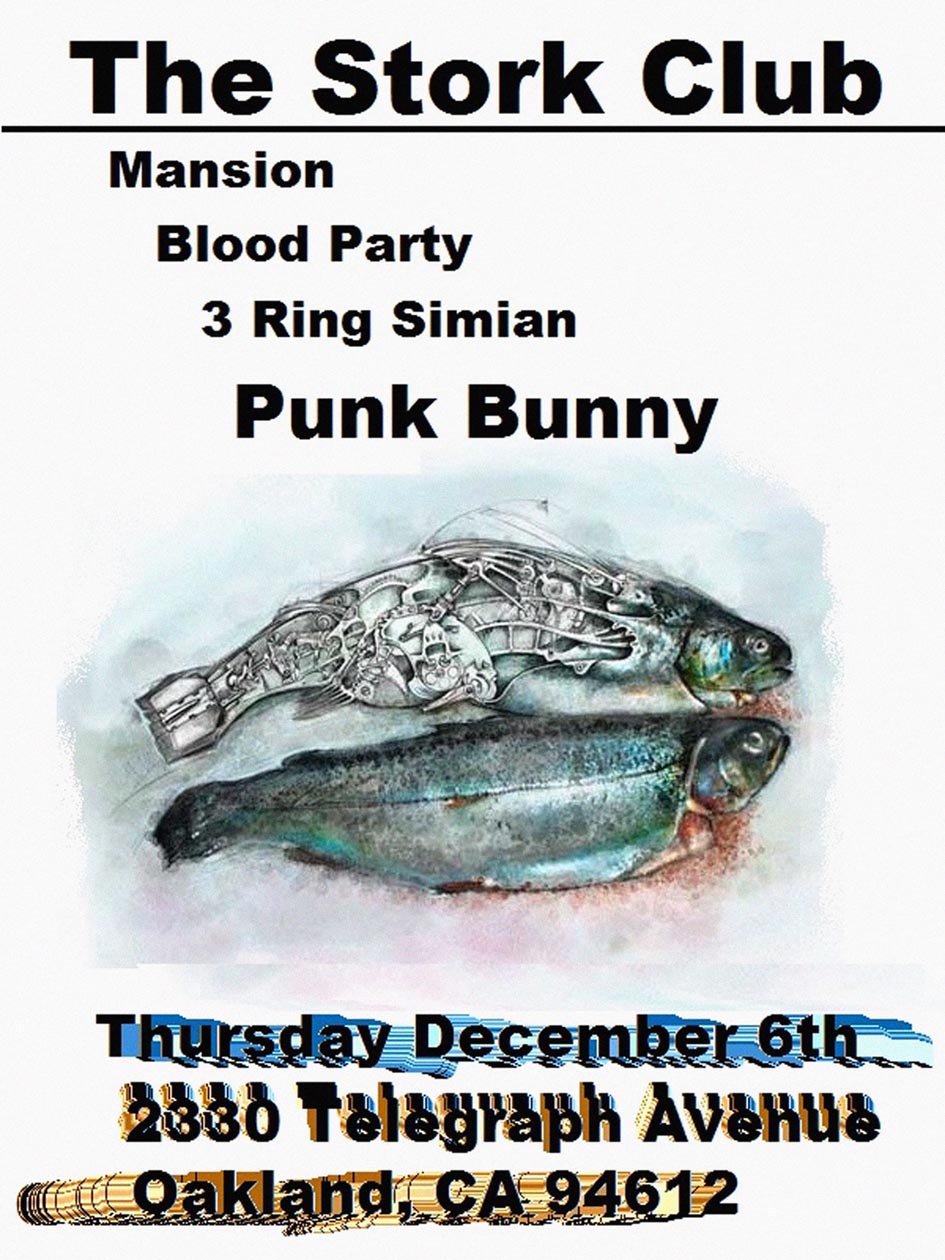 The Stork Club
Mansion
Blood Party
3 Ring Simian
Punk Bunny
Thursday December 6th
2330 Telegraph Avenue
Oakland, CA 94612